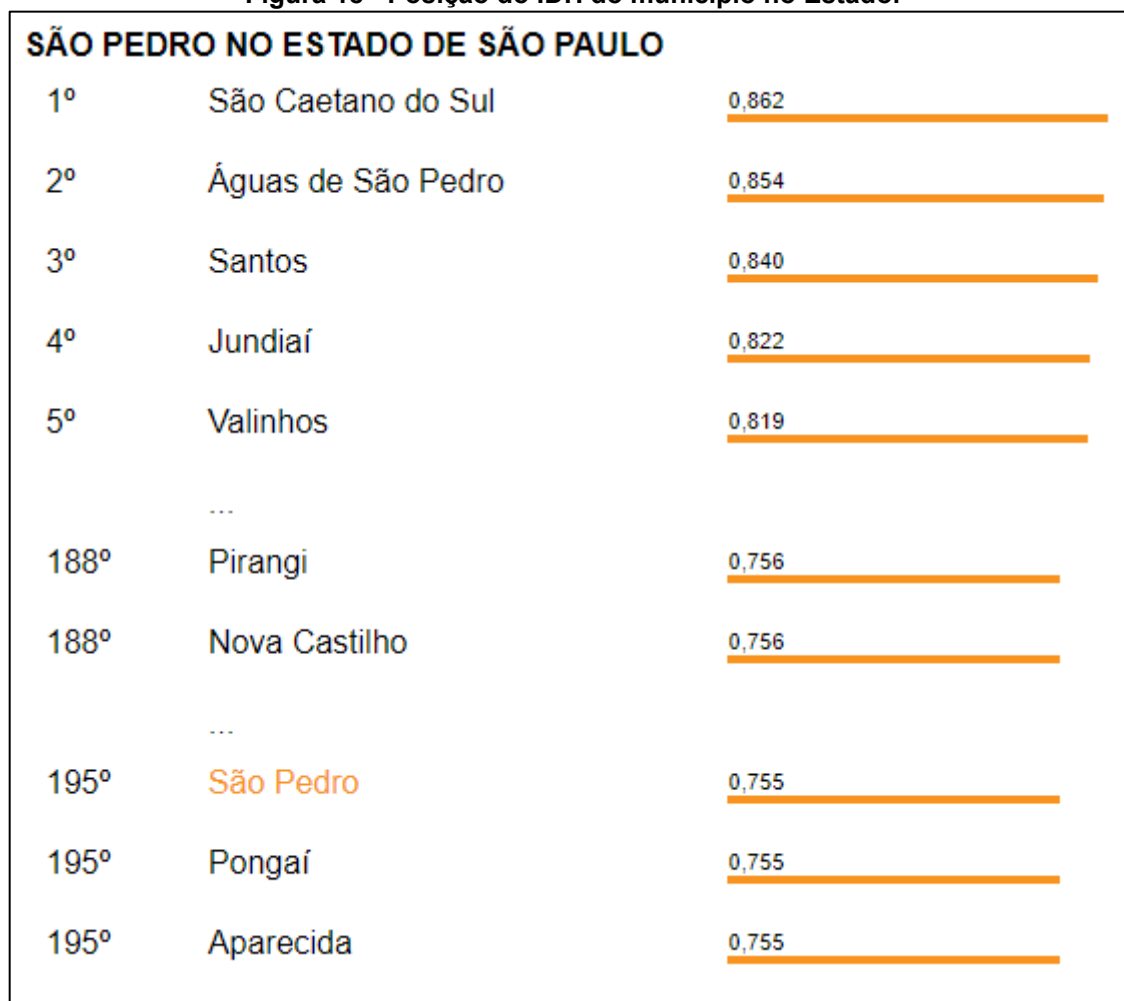 SÃO PEDRO NO ESTADO DE SÃO PAULO
1º São Caetano do Sul 0,862
2º Águas de São Pedro 0,854
3º Santos 0,840
4º Jundiaí 0,822
5º Valinhos 0,819
...
188º Pirangi 0,756
188º Nova Castilho 0,756
...
195º São Pedro 0,755
195º Pongaí 0,755
195º Aparecida 0,755